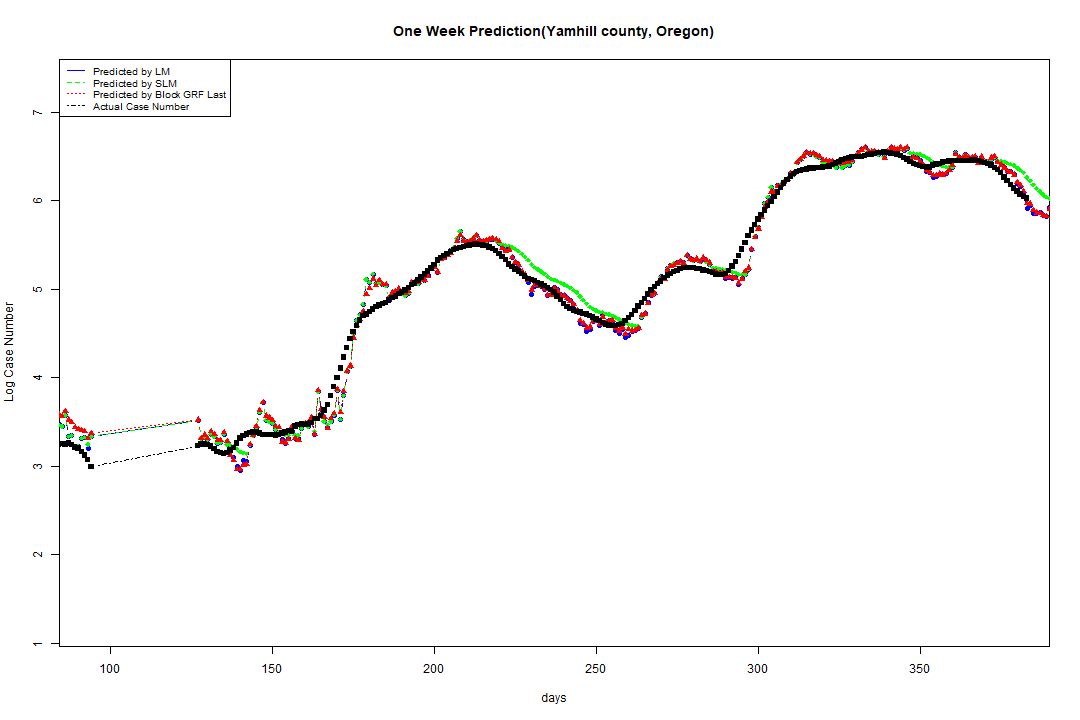 One Week Prediction(Yamhill county, Oregon)
Predicted by LM
Predicted by SLM
Predicted by Block GRF Last
Actual Case Number
Log Case Number
7
6
5
4
3
2
1
100 150 200 250 300 350
days